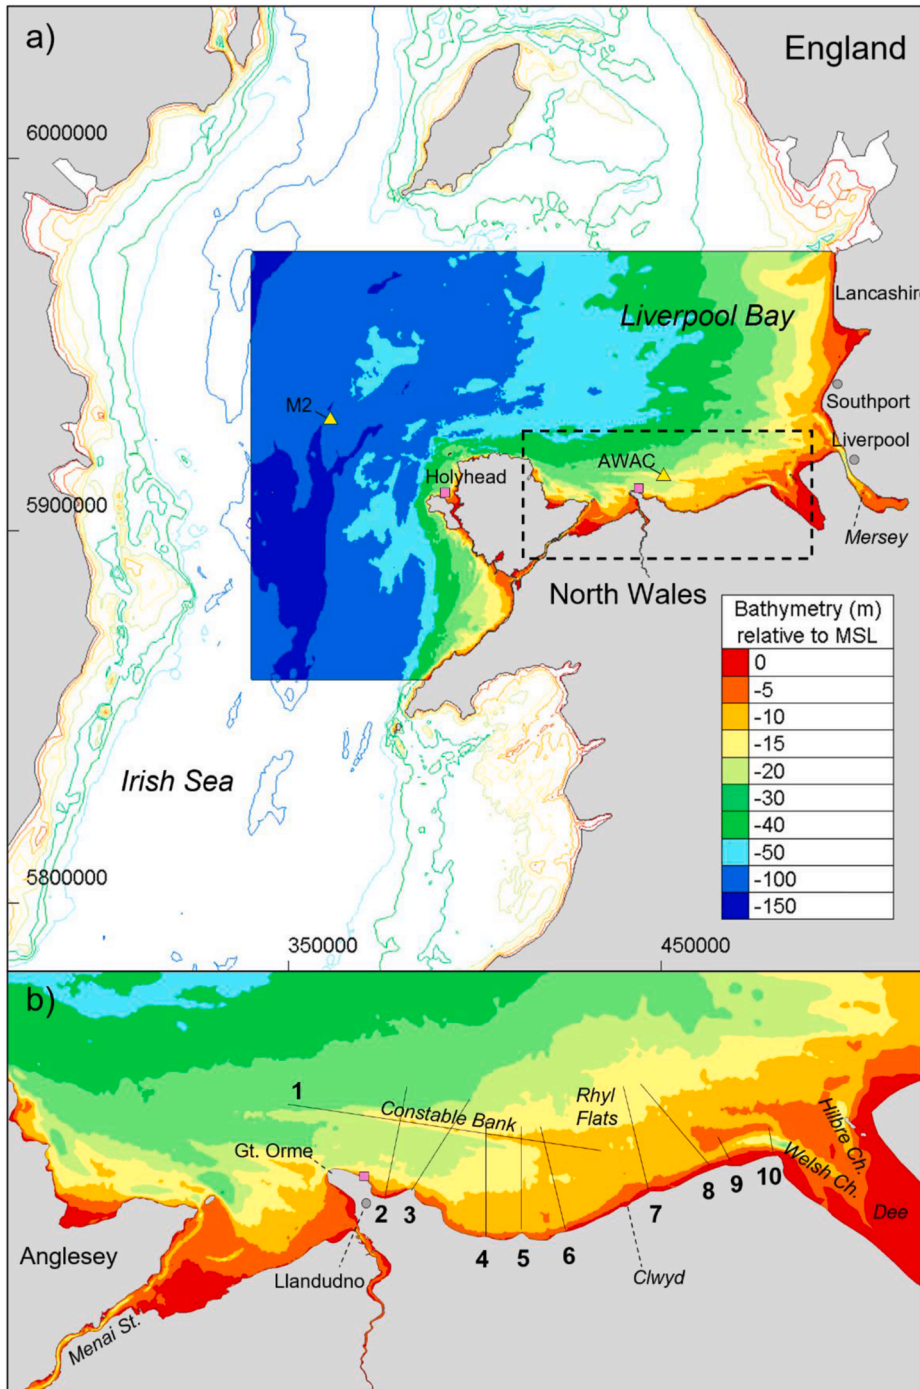 a)
England
6000000
Lancashire
Liverpool Bay
M2
Southport
Liverpool
AWAC
Holyhead
5900000
Mersey
North Wales
Bathymetry (m)
relative to MSL
0
-5
-10
-15
-20
-30
-40
-50
-100
-150
Irish Sea
5800000
350000
450000
b)
1
Constable Bank
Rhyl
Flats
Hilbre Ch.
Gt. Orme
Welsh Ch.
2
3
4
5
6
7
8
9
10
Dee
Anglesey
Llandudno
Clwyd
Menai St.